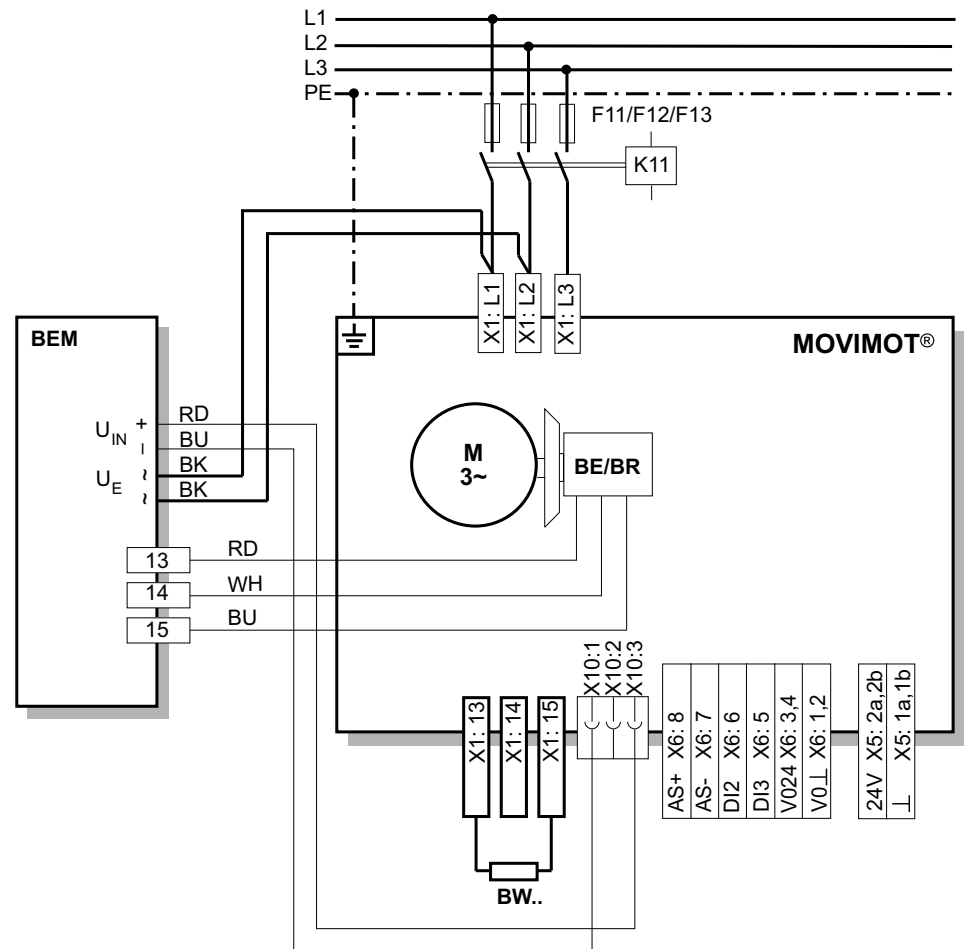 L1
L2
L3
PE
F11/F12/F13
K11
X1: L1
X1: L2
X1: L3
BEM
MOVIMOT®
UIN + RD
– BU
UE ~ BK
~ BK
M
3~
BE/BR
13 RD
14 WH
15 BU
X10:1
X10:2
X10:3
X1: 13
X1: 14
X1: 15
AS+ X6: 8
AS- X6: 7
DI2 X6: 6
DI3 X6: 5
V024 X6: 3,4
V0⊥ X6: 1,2
24V X5: 2a,2b
⊥ X5: 1a,1b
BW..